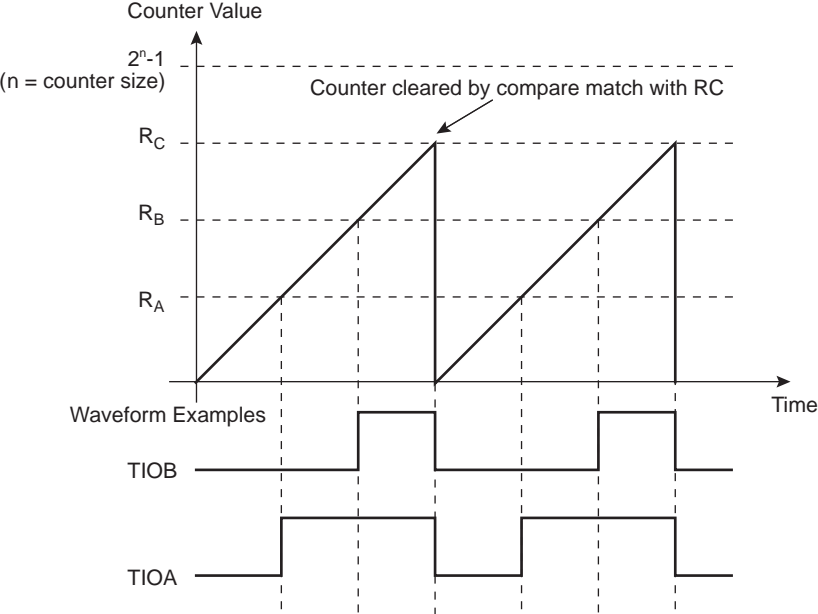 Counter Value
2ⁿ-1
(n = counter size)
Counter cleared by compare match with RC
R_C
R_B
R_A
Time
Waveform Examples
TIOB
TIOA